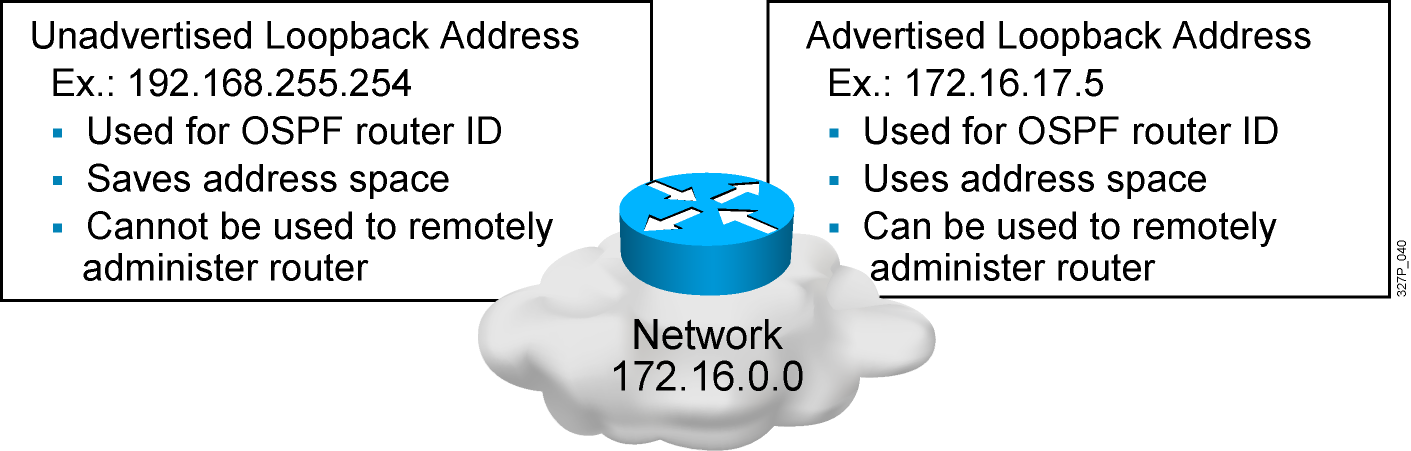 Unadvertised Loopback Address
Ex.: 192.168.255.254
▪ Used for OSPF router ID
▪ Saves address space
▪ Cannot be used to remotely
administer router
Advertised Loopback Address
Ex.: 172.16.17.5
▪ Used for OSPF router ID
▪ Uses address space
▪ Can be used to remotely
administer router
Network
172.16.0.0
327P_040